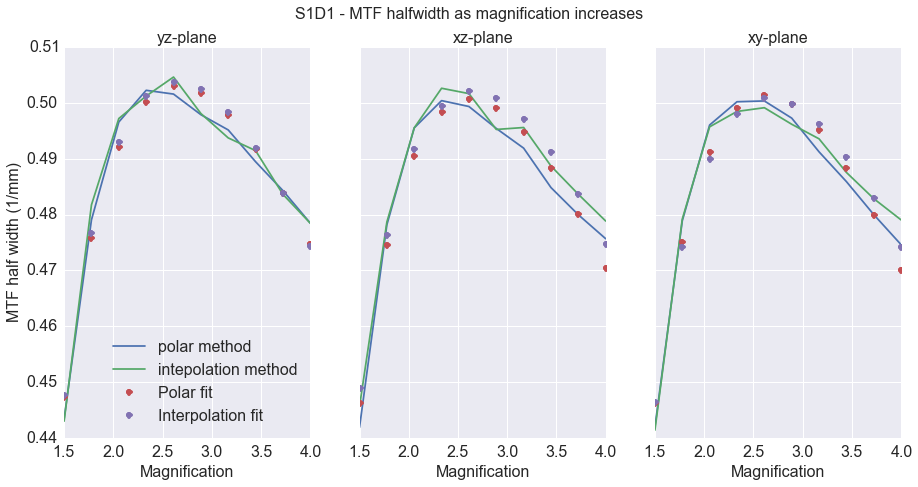 S1D1 - MTF halfwidth as magnification increases
yz-plane
xz-plane
xy-plane
MTF half width (1/mm)
0.51
0.50
0.49
0.48
0.47
0.46
0.45
0.44
polar method
intepolation method
Polar fit
Interpolation fit
1.5 2.0 2.5 3.0 3.5 4.0
1.5 2.0 2.5 3.0 3.5 4.0
1.5 2.0 2.5 3.0 3.5 4.0
Magnification
Magnification
Magnification